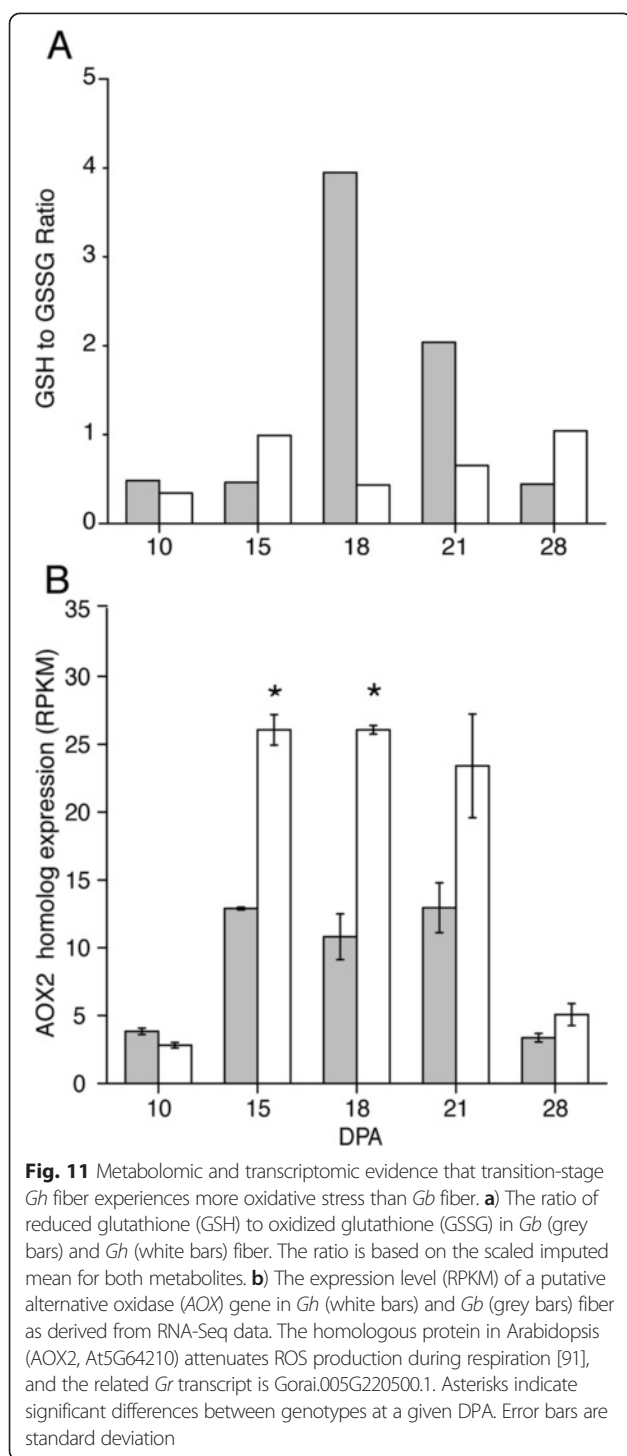 A
5
4
3
2
1
0
GSH to GSSG Ratio
10 15 18 21 28
B
35
30
25
20
15
10
5
0
AOX2 homolog expression (RPKM)
* *
10 15 18 21 28
DPA
Fig. 11 Metabolomic and transcriptomic evidence that transition-stage
Gh fiber experiences more oxidative stress than Gb fiber. a) The ratio of
reduced glutathione (GSH) to oxidized glutathione (GSSG) in Gb (grey
bars) and Gh (white bars) fiber. The ratio is based on the scaled imputed
mean for both metabolites. b) The expression level (RPKM) of a putative
alternative oxidase (AOX) gene in Gh (white bars) and Gb (grey bars) fiber
as derived from RNA-Seq data. The homologous protein in Arabidopsis
(AOX2, At5G64210) attenuates ROS production during respiration [91],
and the related Gr transcript is Gorai.005G220500.1. Asterisks indicate
significant differences between genotypes at a given DPA. Error bars are
standard deviation